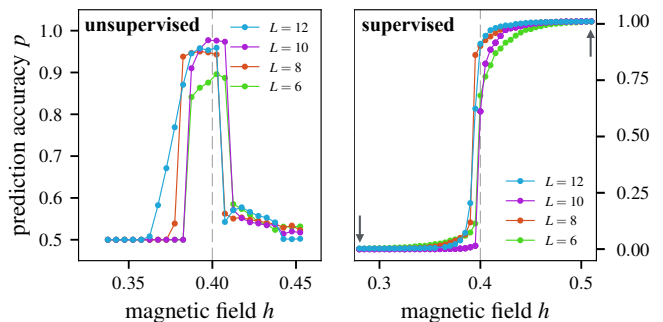 unsupervised
L = 12
L = 10
L = 8
L = 6
prediction accuracy p
1.0
0.9
0.8
0.7
0.6
0.5
0.35
0.40
0.45
magnetic field h
supervised
L = 12
L = 10
L = 8
L = 6
1.00
0.75
0.50
0.25
0.00
0.3
0.4
0.5
magnetic field h